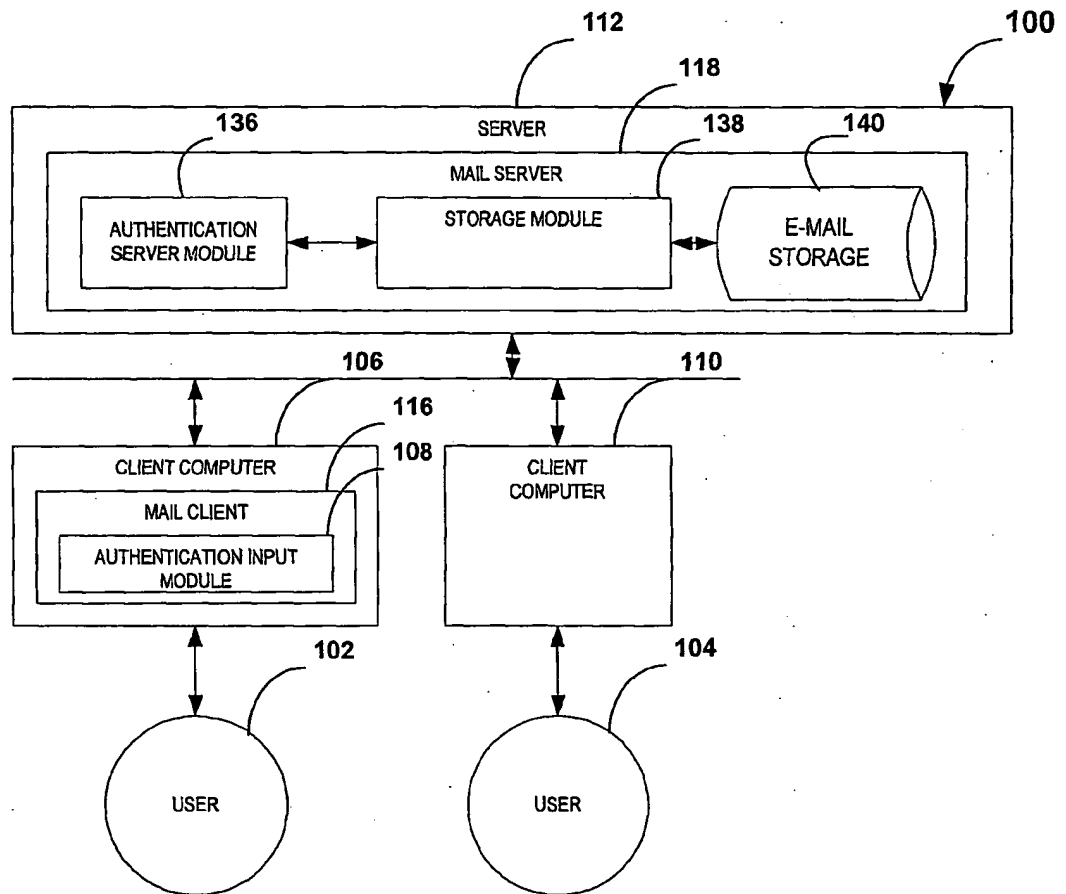 112
100
118
136
SERVER
138
140
MAIL SERVER
AUTHENTICATION
SERVER MODULE
STORAGE MODULE
E-MAIL
STORAGE
106
110
116
CLIENT COMPUTER
108
MAIL CLIENT
AUTHENTICATION INPUT
MODULE
CLIENT
COMPUTER
102
104
USER
USER